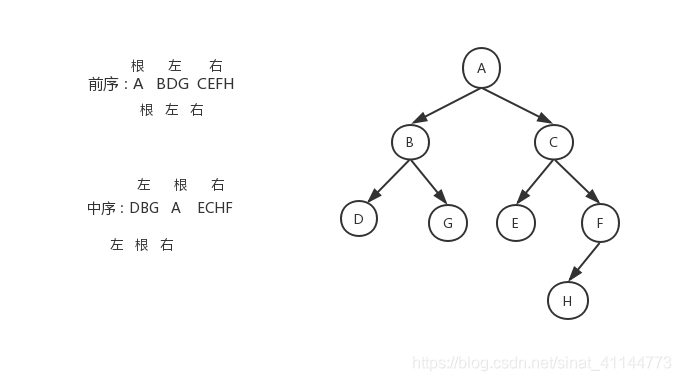 根 左 右
前序：A BDG CEFH
根 左 右
左 根 右
中序：DBG A ECHF
左 根 右
A
B C
D G E F
H
https://blog.csdn.net/sinat_41144773